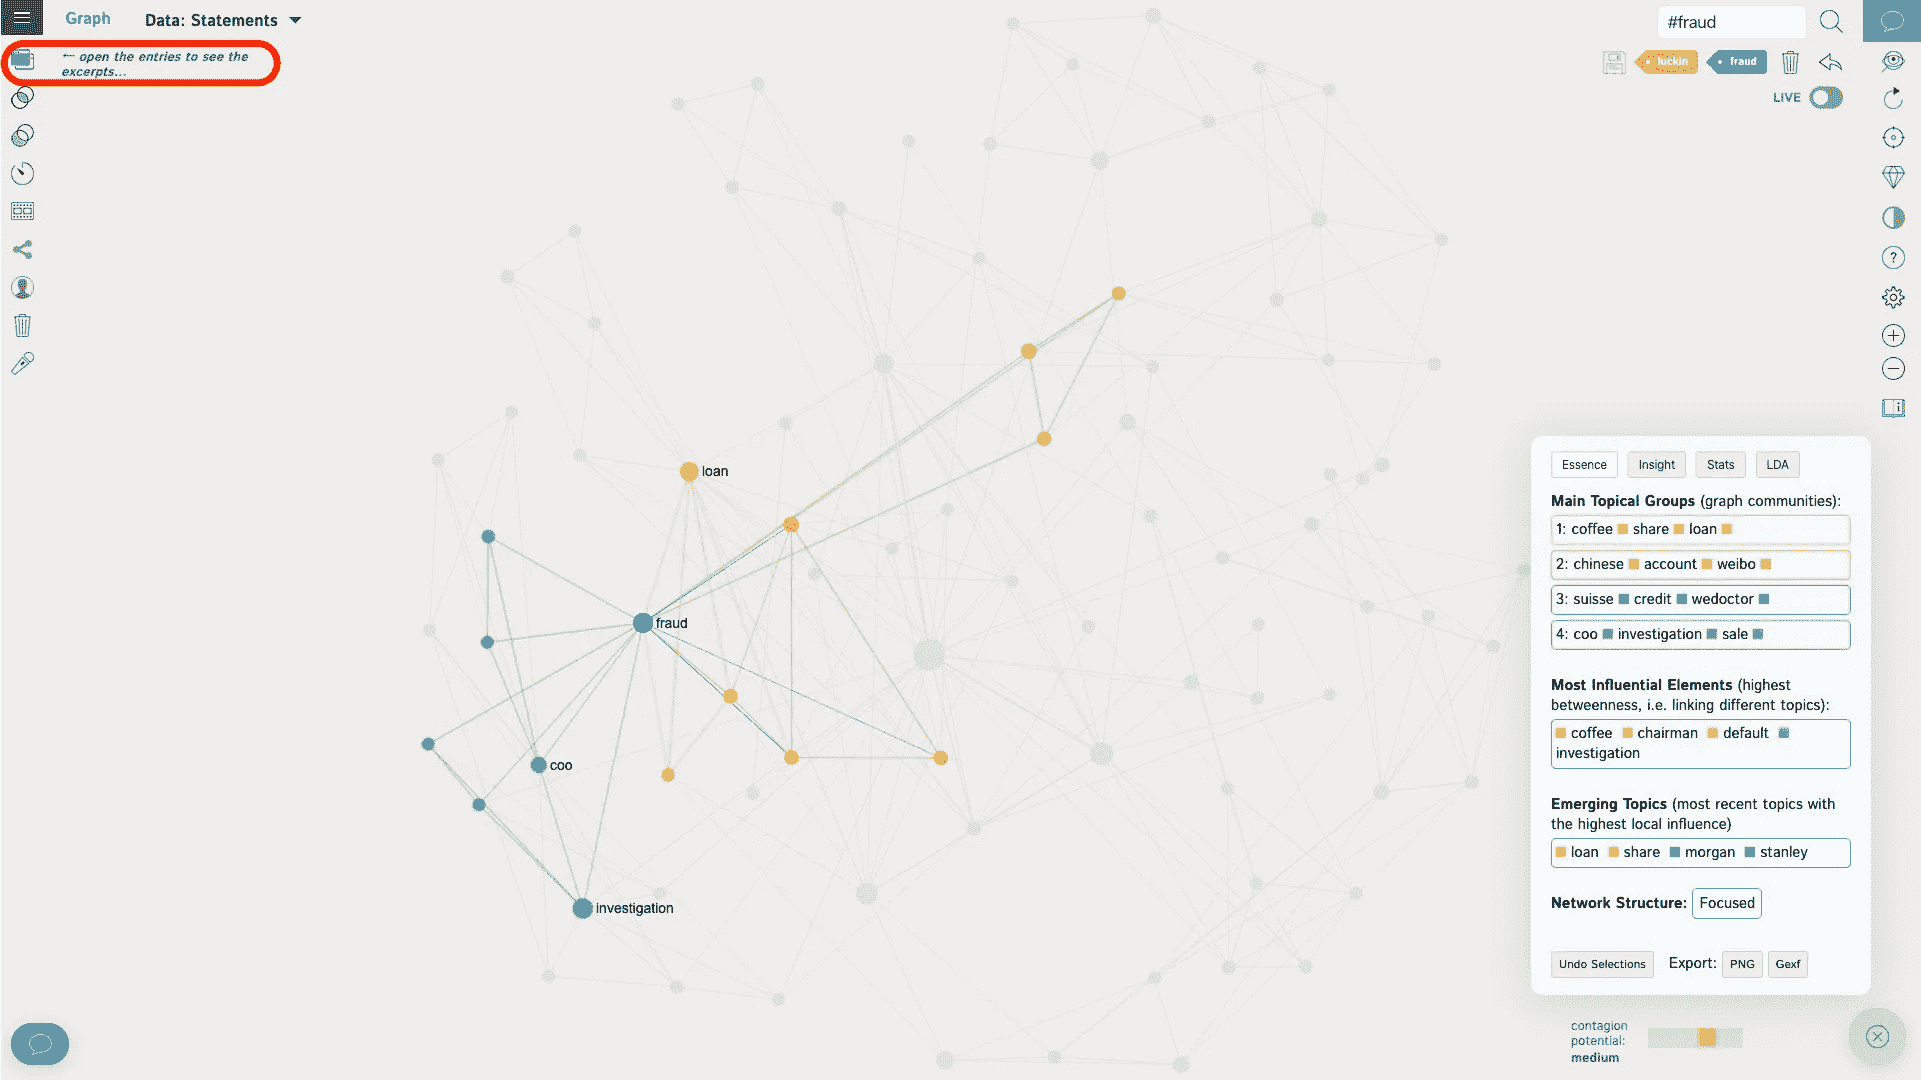 Graph
Data: Statements
#fraud
← open the entries to see the
excerpts...
luckin
fraud
LIVE
loan
fraud
coo
investigation
Essence
Insight
Stats
LDA
Main Topical Groups (graph communities):
1: coffee share loan
2: chinese account weibo
3: suisse credit wedoctor
4: coo investigation sale
Most Influential Elements (highest
betweenness, i.e. linking different topics):
coffee chairman default
investigation
Emerging Topics (most recent topics with
the highest local influence)
loan share morgan stanley
Network Structure: Focused
Undo Selections
Export: PNG Gexf
contagion
potential:
medium